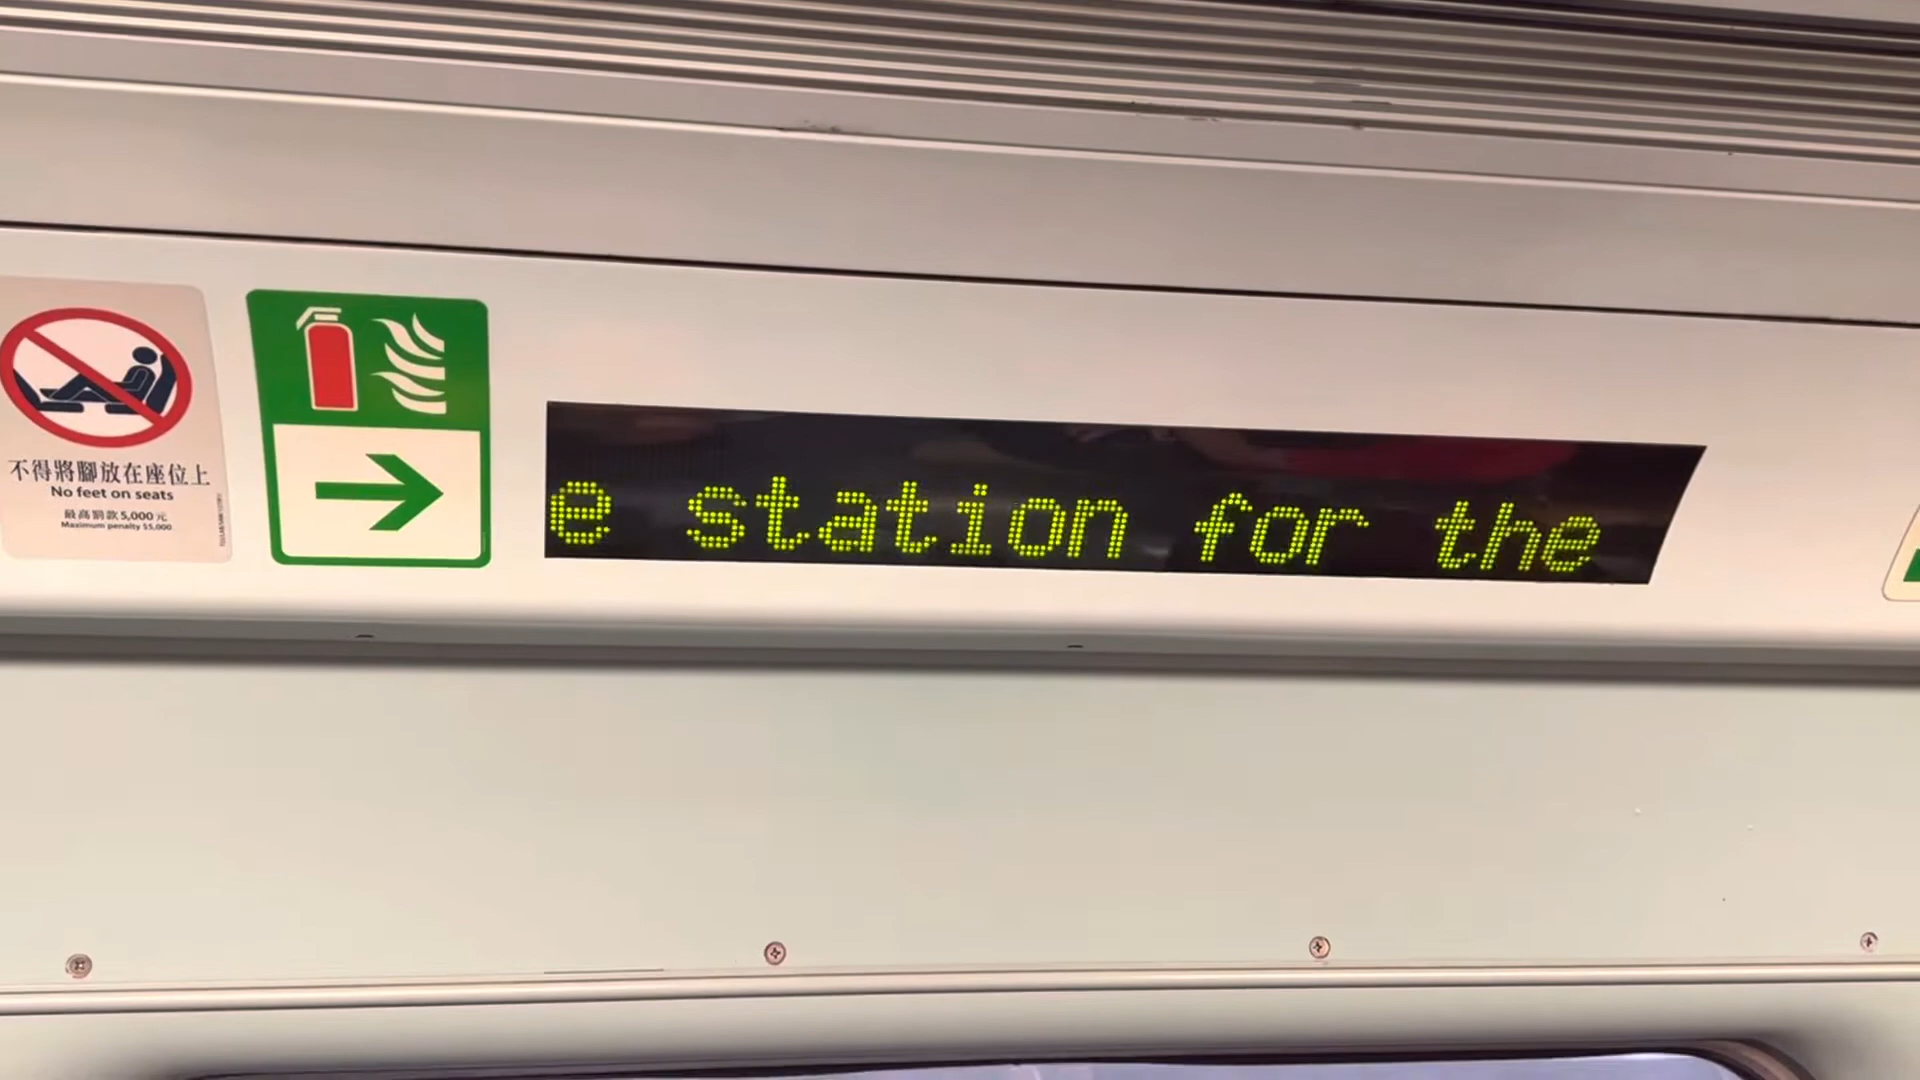 不得將腳放在座位上
No feet on seats
最高罰款5,000元
Maximum penalty $5,000
e station for the